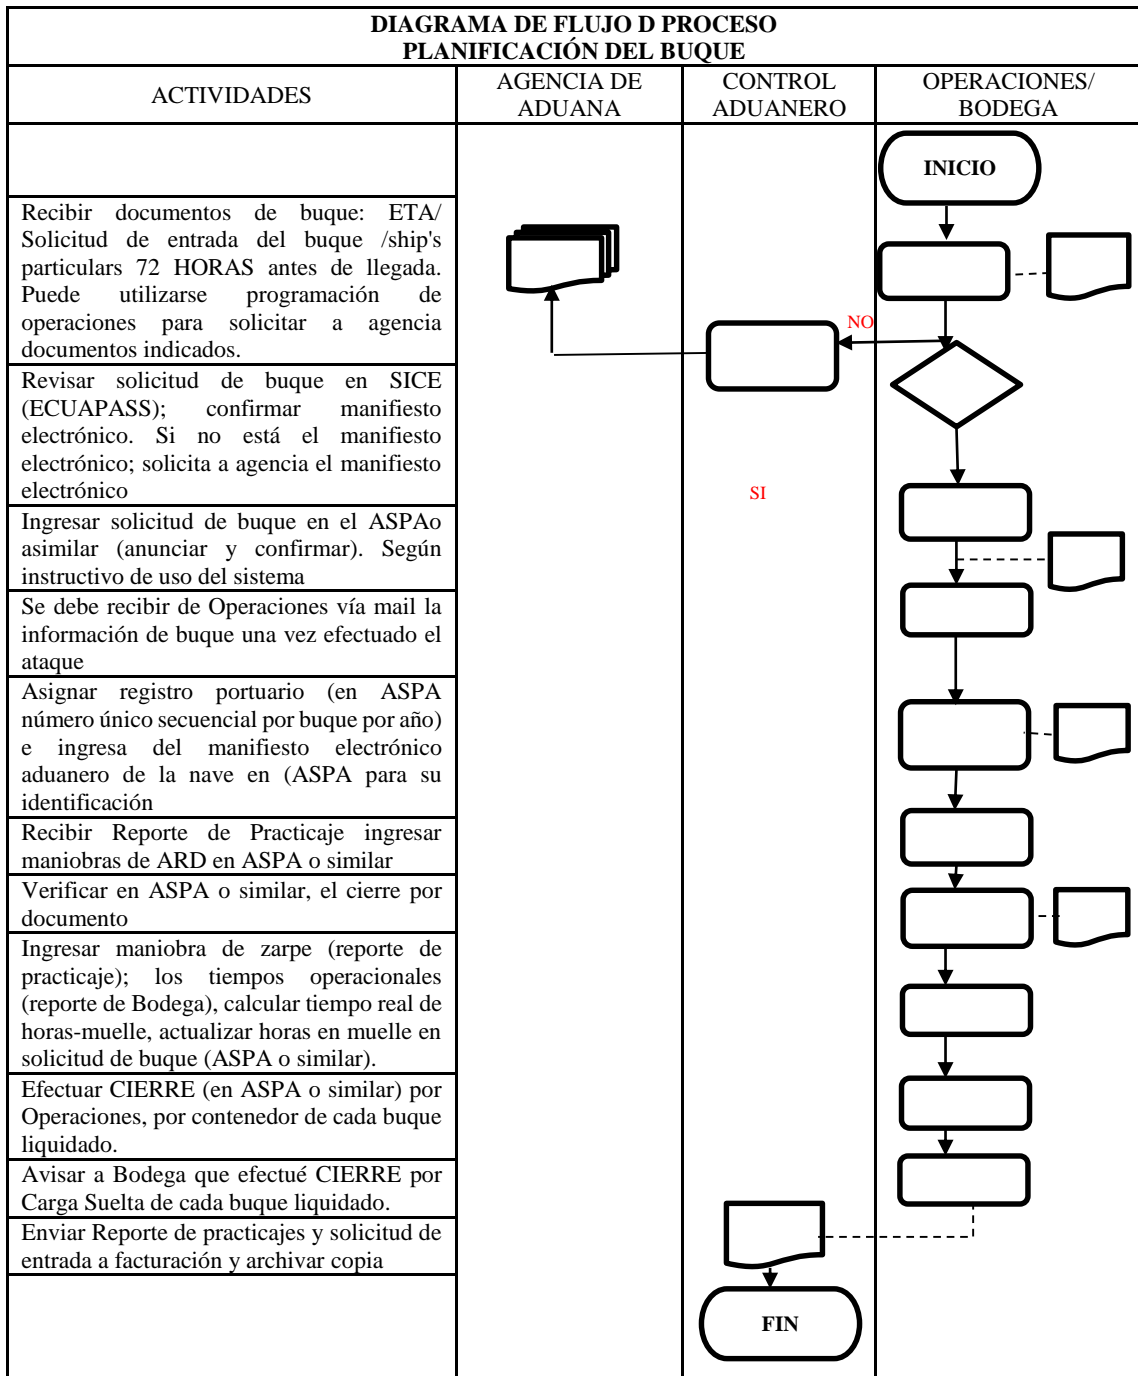 DIAGRAMA DE FLUJO D PROCESO
PLANIFICACIÓN DEL BUQUE
ACTIVIDADES
AGENCIA DE
ADUANA
CONTROL
ADUANERO
OPERACIONES/
BODEGA
INICIO
Recibir documentos de buque: ETA/
Solicitud de entrada del buque /ship's
particulars 72 HORAS antes de llegada.
Puede utilizarse programación de
operaciones para solicitar a agencia
documentos indicados.
NO
Revisar solicitud de buque en SICE
(ECUAPASS); confirmar manifiesto
electrónico. Si no está el manifiesto
electrónico; solicita a agencia el manifiesto
electrónico
SI
Ingresar solicitud de buque en el ASPAo
asimilar (anunciar y confirmar). Según
instructivo de uso del sistema
Se debe recibir de Operaciones vía mail la
información de buque una vez efectuado el
ataque
Asignar registro portuario (en ASPA
número único secuencial por buque por año)
e ingresa del manifiesto electrónico
aduanero de la nave en (ASPA para su
identificación
Recibir Reporte de Practicaje ingresar
maniobras de ARD en ASPA o similar
Verificar en ASPA o similar, el cierre por
documento
Ingresar maniobra de zarpe (reporte de
practicaje); los tiempos operacionales
(reporte de Bodega), calcular tiempo real de
horas-muelle, actualizar horas en muelle en
solicitud de buque (ASPA o similar).
Efectuar CIERRE (en ASPA o similar) por
Operaciones, por contenedor de cada buque
liquidado.
Avisar a Bodega que efectué CIERRE por
Carga Suelta de cada buque liquidado.
Enviar Reporte de practicajes y solicitud de
entrada a facturación y archivar copia
FIN